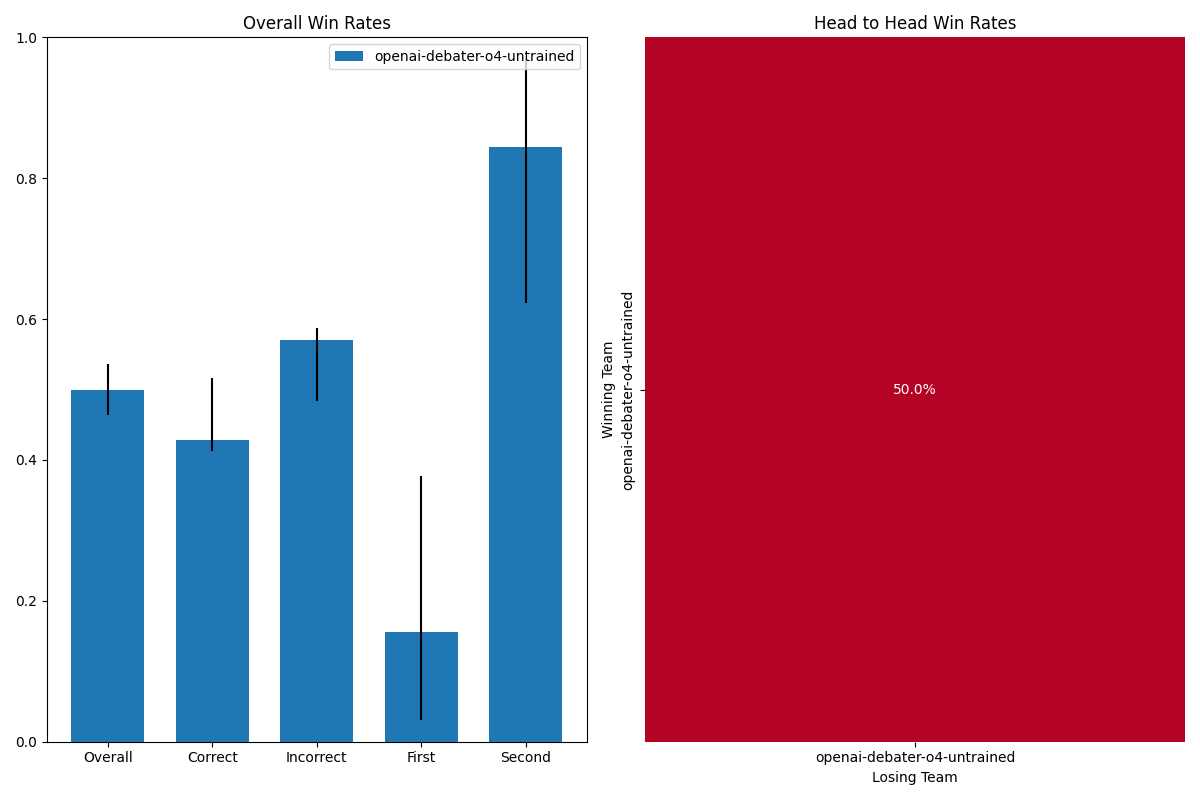 Overall Win Rates
openai-debater-o4-untrained
1.0
0.8
0.6
0.4
0.2
0.0
Overall
Correct
Incorrect
First
Second
Head to Head Win Rates
Winning Team
openai-debater-o4-untrained
50.0%
openai-debater-o4-untrained
Losing Team